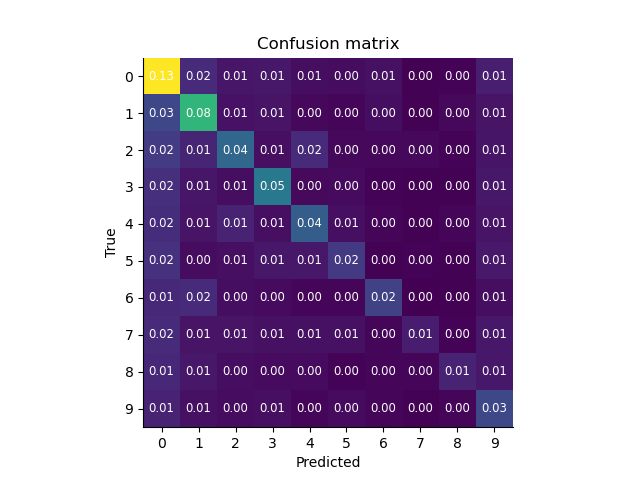 Confusion matrix
0 0.13 0.02 0.01 0.01 0.01 0.00 0.01 0.00 0.00 0.01
1 0.03 0.08 0.01 0.01 0.00 0.00 0.00 0.00 0.00 0.01
2 0.02 0.01 0.04 0.01 0.02 0.00 0.00 0.00 0.00 0.01
3 0.02 0.01 0.01 0.05 0.00 0.00 0.00 0.00 0.00 0.01
4 0.02 0.01 0.01 0.01 0.04 0.01 0.00 0.00 0.00 0.01
True
5 0.02 0.00 0.01 0.01 0.01 0.02 0.00 0.00 0.00 0.01
6 0.01 0.02 0.00 0.00 0.00 0.00 0.02 0.00 0.00 0.01
7 0.02 0.01 0.01 0.01 0.01 0.01 0.00 0.01 0.00 0.01
8 0.01 0.01 0.00 0.00 0.00 0.00 0.00 0.00 0.01 0.01
9 0.01 0.01 0.00 0.01 0.00 0.00 0.00 0.00 0.00 0.03
0 1 2 3 4 5 6 7 8 9
Predicted